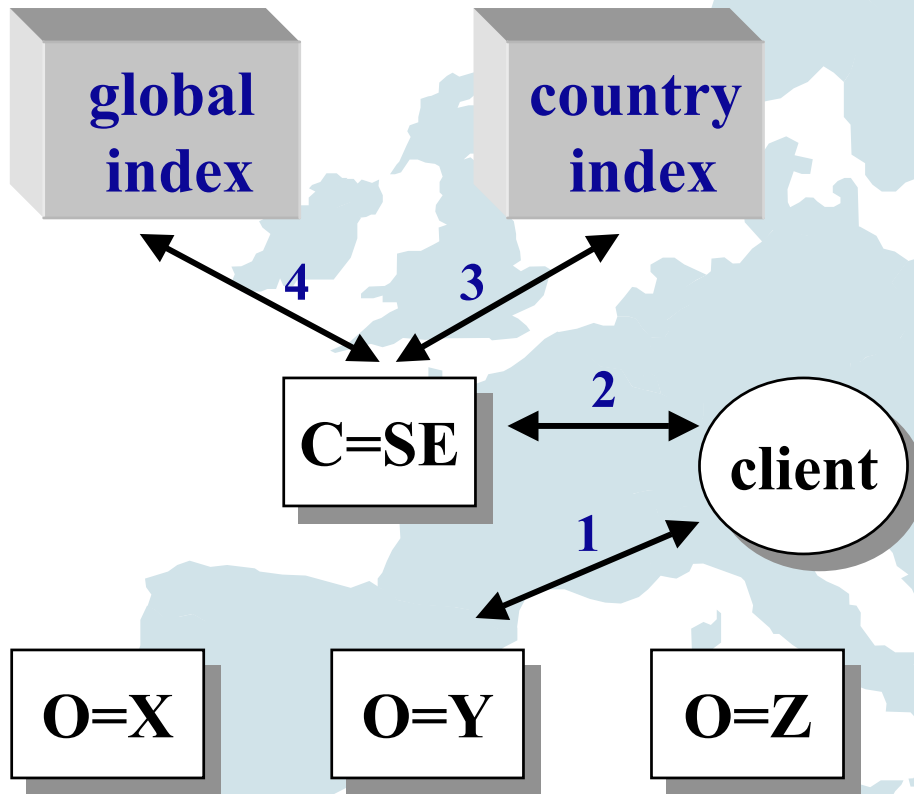 global
index
country
index
4
3
2
C=SE
client
1
O=X
O=Y
O=Z